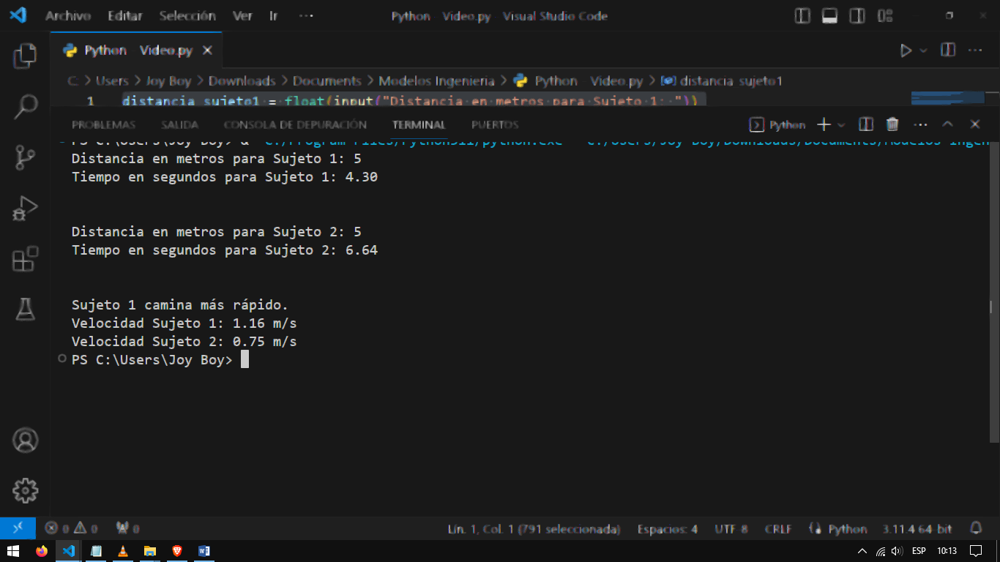 Archivo Editar Selección Ver Ir ··· Python Video.py Visual Studio Code
Python Video.py
C: > Users > Joy Boy > Downloads > Documents > Modelos Ingenieria > Python Video.py > distancia sujeto1
1 distancia sujeto1 = float(input("Distancia en metros para Sujeto 1: "))
PROBLEMAS SALIDA CONSOLA DE DEPURACIÓN TERMINAL PUERTOS Python
PS C:\Users\Joy Boy> & C:/Program Files/Python311/python.exe C:/Users/Joy Boy/Downloads/Documents/Modelos Ingen
Distancia en metros para Sujeto 1: 5
Tiempo en segundos para Sujeto 1: 4.30
Distancia en metros para Sujeto 2: 5
Tiempo en segundos para Sujeto 2: 6.64
Sujeto 1 camina más rápido.
Velocidad Sujeto 1: 1.16 m/s
Velocidad Sujeto 2: 0.75 m/s
PS C:\Users\Joy Boy>
0 0 0 Lín. 1, Col. 1 (791 seleccionada) Espacios: 4 UTF 8 CRLF Python 3.11.4 64-bit
ESP 10:13